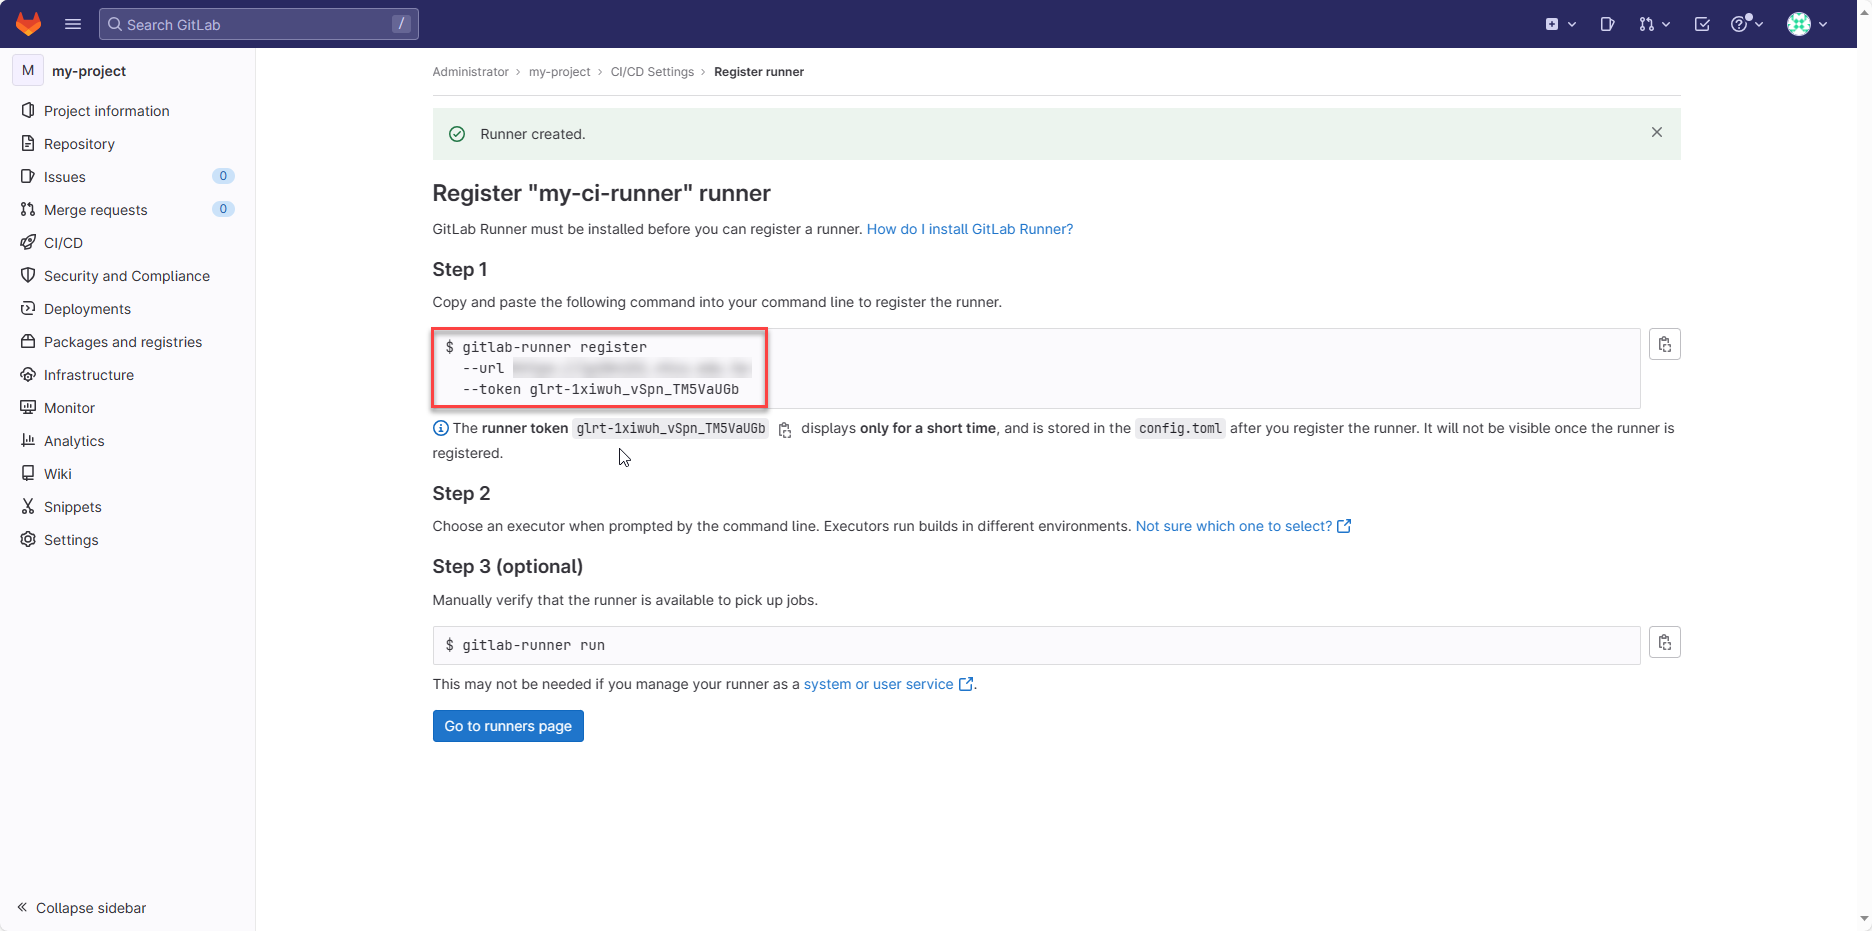 Search GitLab /
M my-project
Project information
Repository
Issues 0
Merge requests 0
CI/CD
Security and Compliance
Deployments
Packages and registries
Infrastructure
Monitor
Analytics
Wiki
Snippets
Settings
Collapse sidebar
Administrator › my-project › CI/CD Settings › Register runner
Runner created.
Register "my-ci-runner" runner
GitLab Runner must be installed before you can register a runner. How do I install GitLab Runner?
Step 1
Copy and paste the following command into your command line to register the runner.
$ gitlab-runner register
--url
--token glrt-1xiwuh_vSpn_TM5VaUGb
The runner token glrt-1xiwuh_vSpn_TM5VaUGb displays only for a short time, and is stored in the config.toml after you register the runner. It will not be visible once the runner is
registered.
Step 2
Choose an executor when prompted by the command line. Executors run builds in different environments. Not sure which one to select?
Step 3 (optional)
Manually verify that the runner is available to pick up jobs.
$ gitlab-runner run
This may not be needed if you manage your runner as a system or user service.
Go to runners page